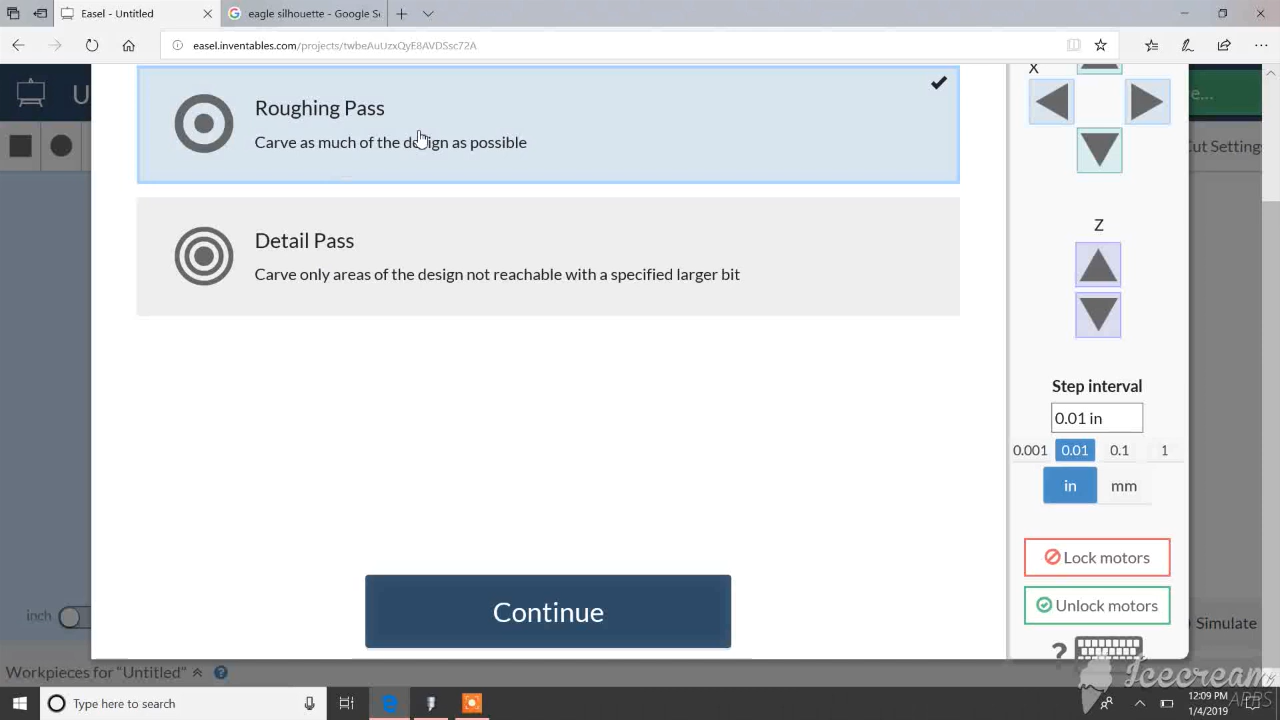 Easel - Untitled
eagle silhouette - Google S
easel.inventables.com/projects/twbeAuUzxQyE8AVDSsc72A
U
e...
X
Roughing Pass
Carve as much of the design as possible
Cut Settings
Detail Pass
Carve only areas of the design not reachable with a specified larger bit
Z
Step interval
0.01 in
0.001 0.01 0.1 1
in mm
Lock motors
Continue
Unlock motors
inch
Simulate
?
Workpieces for "Untitled"
?
Icecream
APPS
Type here to search
12:09 PM
1/4/2019